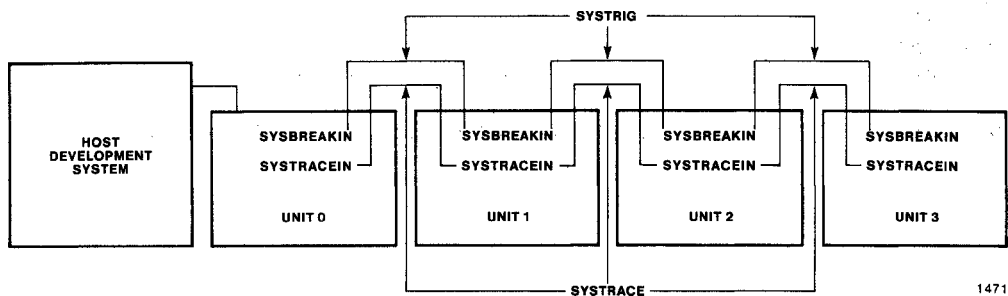 SYSTRIG
HOST
DEVELOPMENT
SYSTEM
SYSBREAKIN
SYSTRACEIN
UNIT 0
SYSBREAKIN
SYSTRACEIN
UNIT 1
SYSBREAKIN
SYSTRACEIN
UNIT 2
SYSBREAKIN
SYSTRACEIN
UNIT 3
SYSTRACE
1471